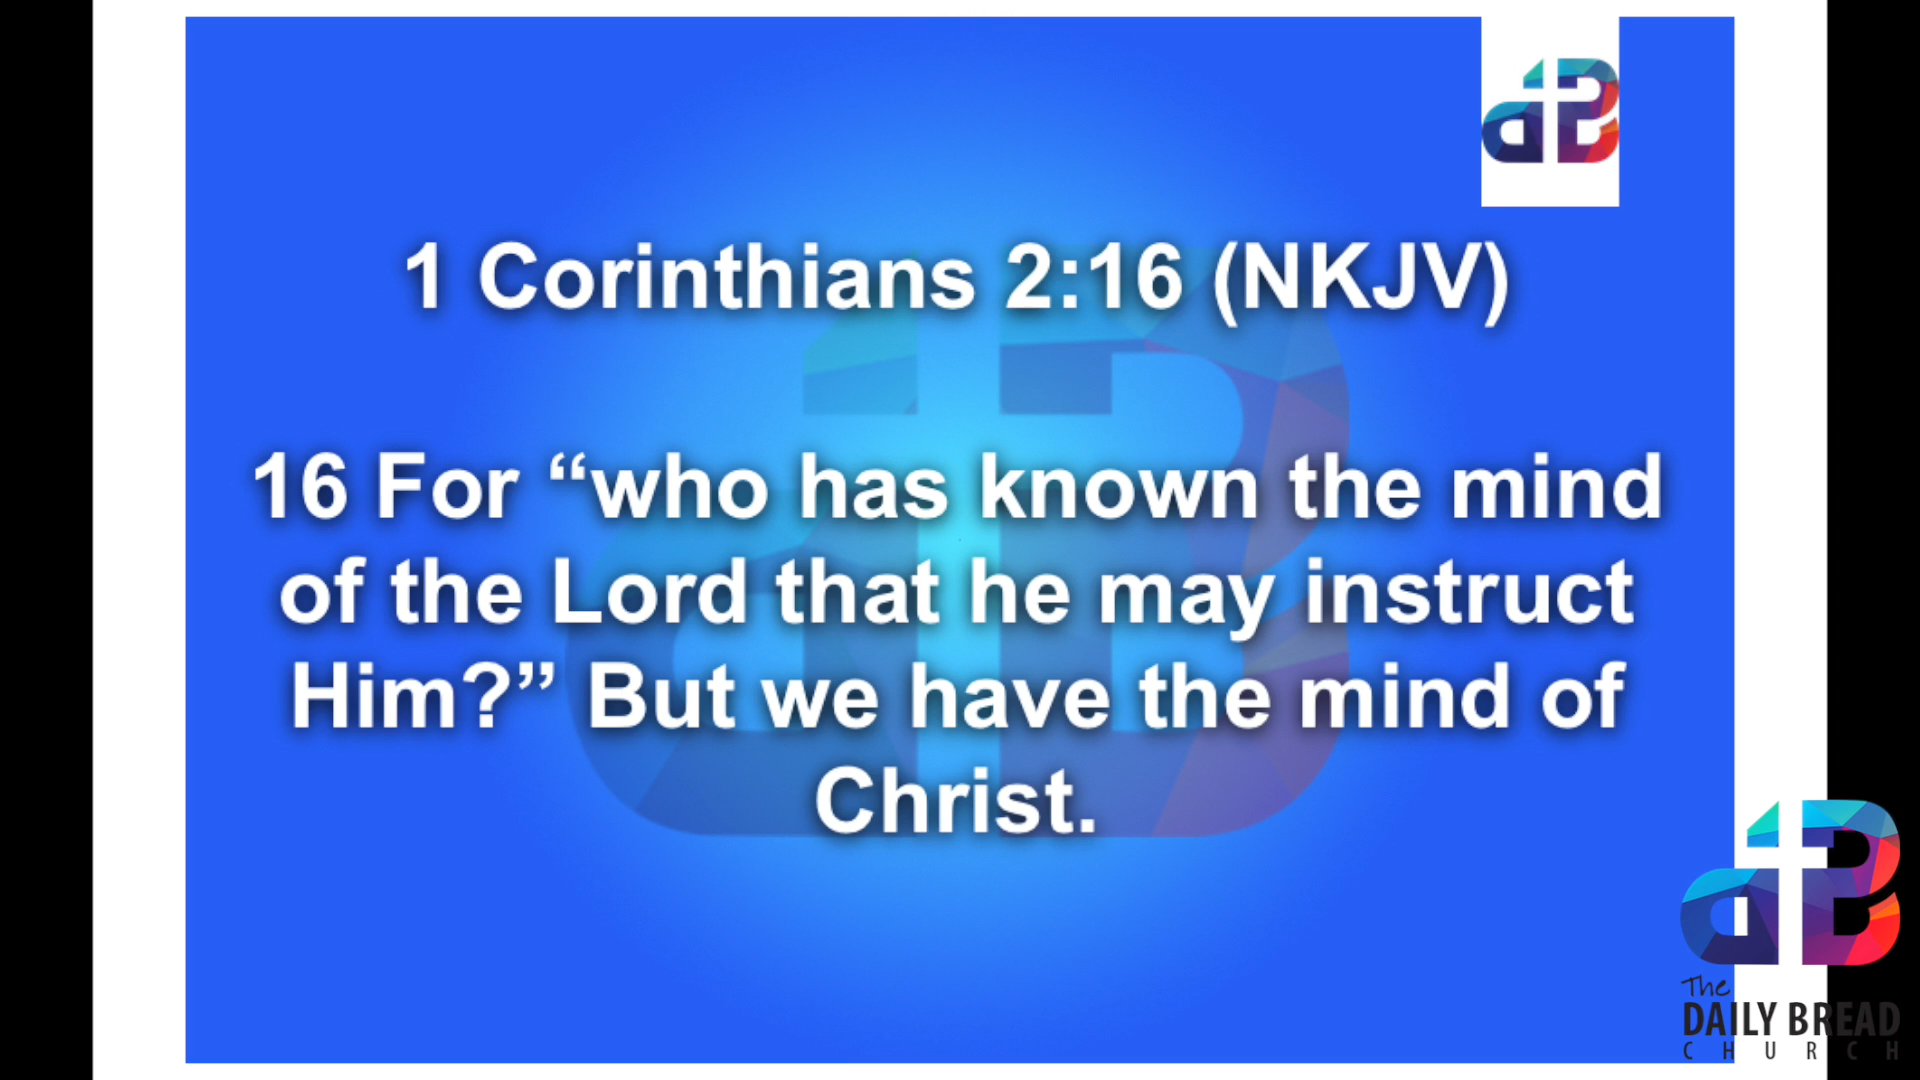 1 Corinthians 2:16 (NKJV)
16 For “who has known the mind
of the Lord that he may instruct
Him?” But we have the mind of
Christ.
The
DAILY BREAD
CHURCH